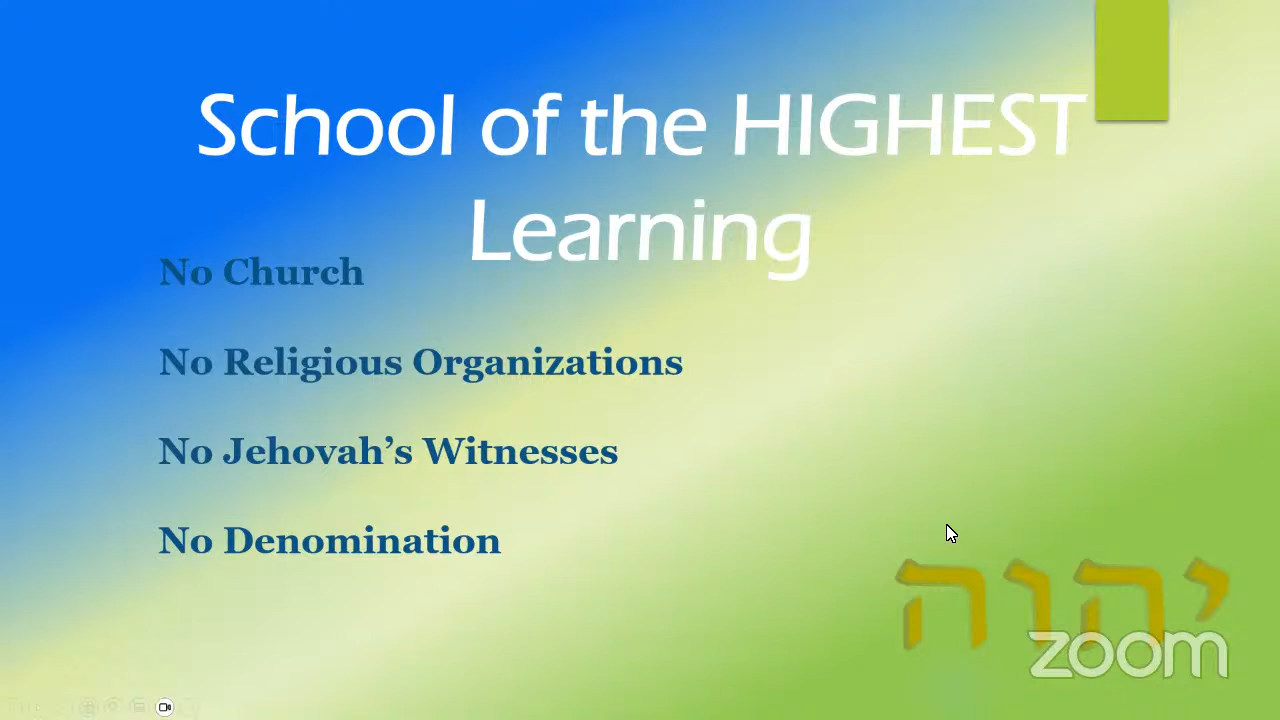 School of the HIGHEST
Learning
No Church
No Religious Organizations
No Jehovah’s Witnesses
No Denomination
יהוה
zoom